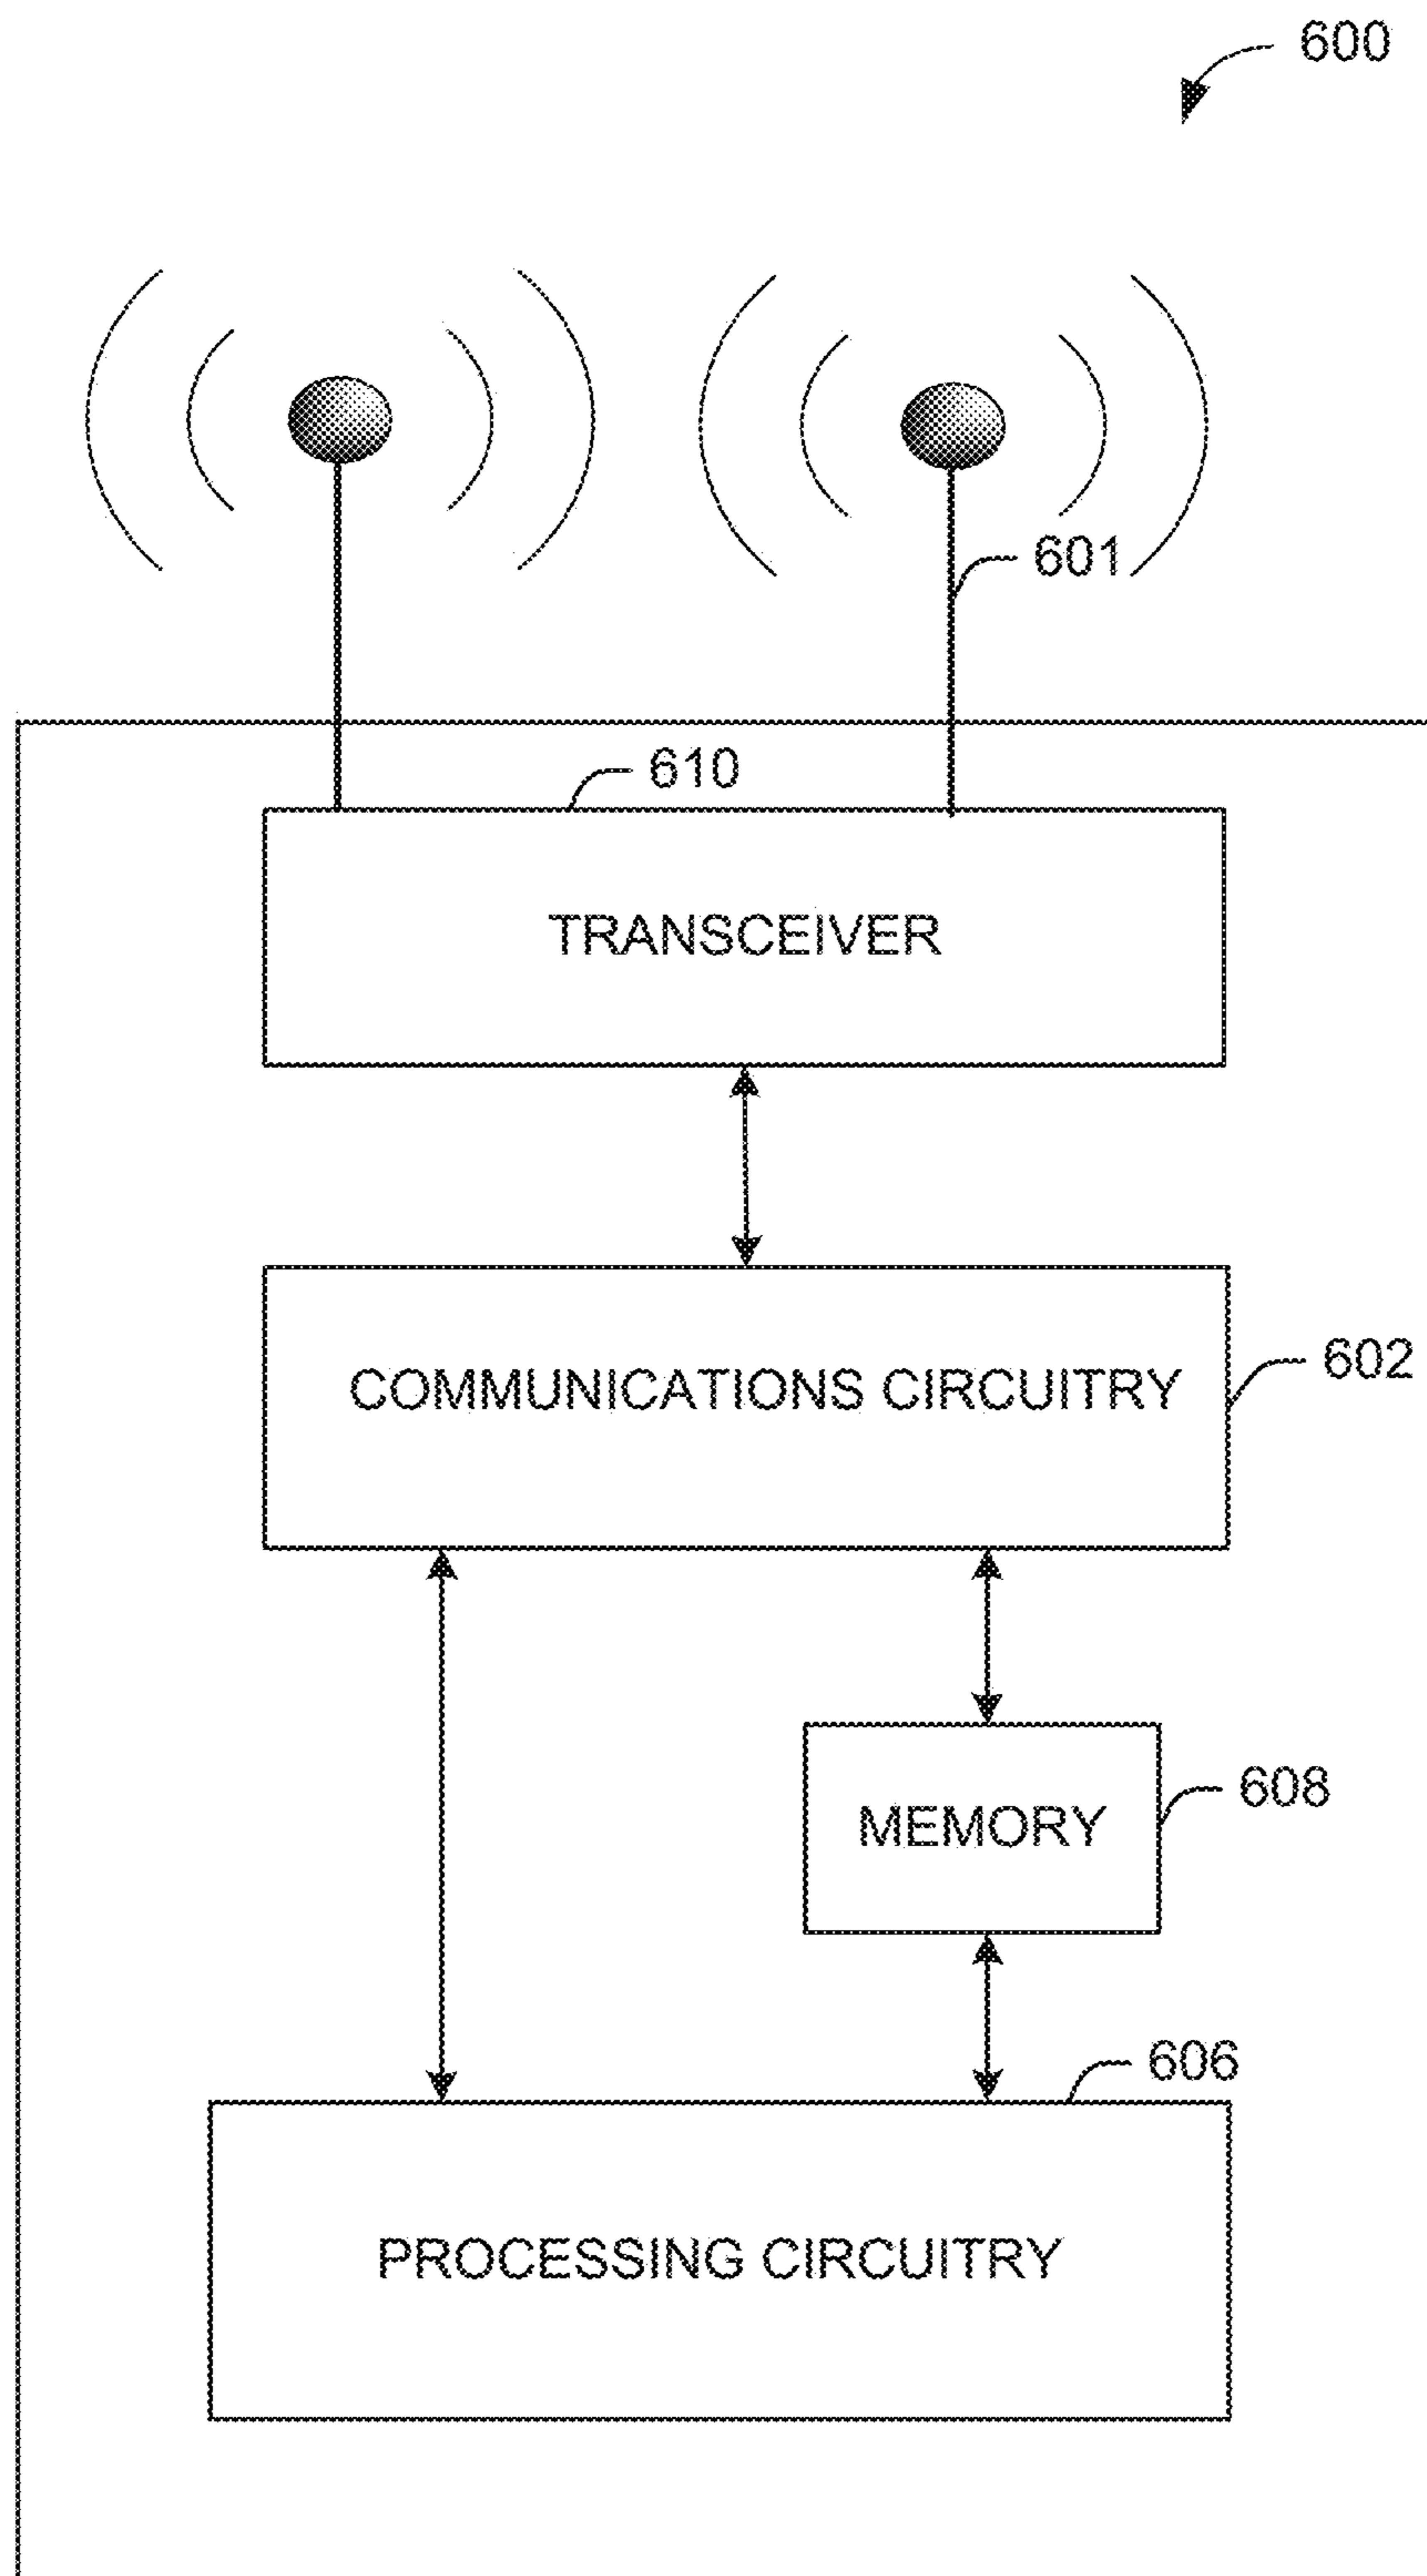 600
601
610
TRANSCEIVER
COMMUNICATIONS CIRCUITRY
602
MEMORY
608
606
PROCESSING CIRCUITRY